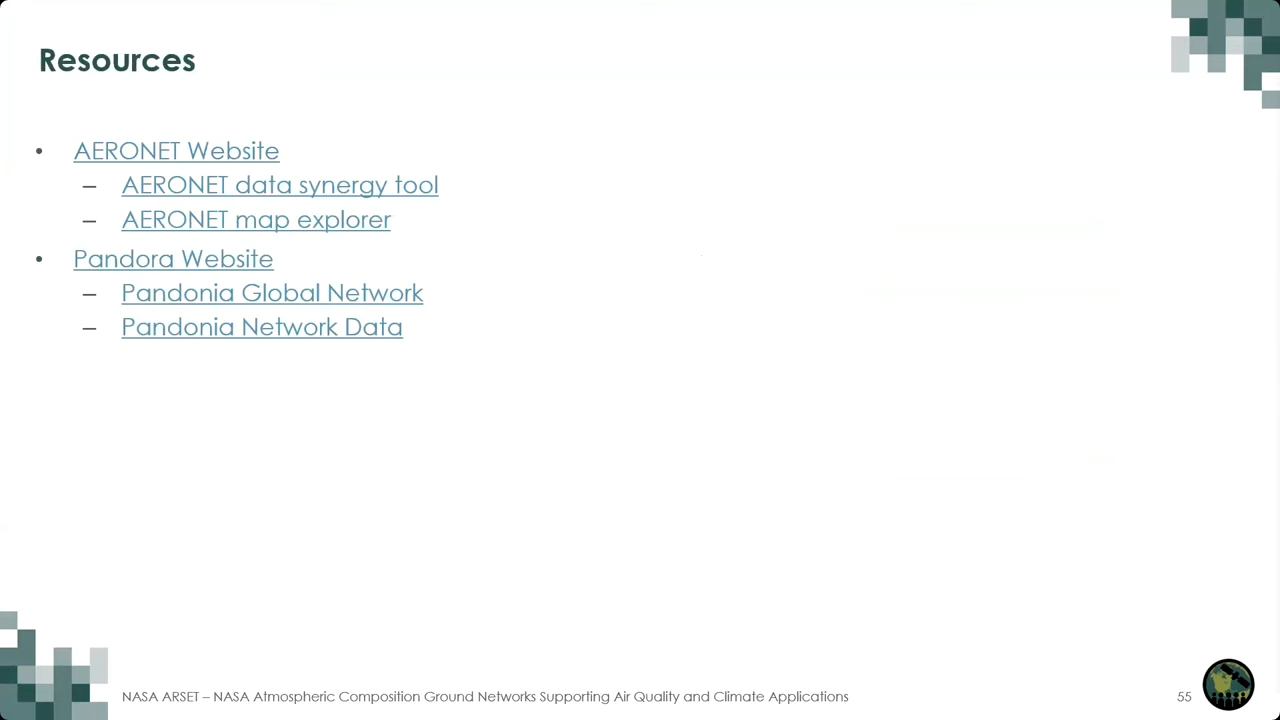 Resources
• AERONET Website
– AERONET data synergy tool
– AERONET map explorer
• Pandora Website
– Pandonia Global Network
– Pandonia Network Data
NASA ARSET – NASA Atmospheric Composition Ground Networks Supporting Air Quality and Climate Applications
55